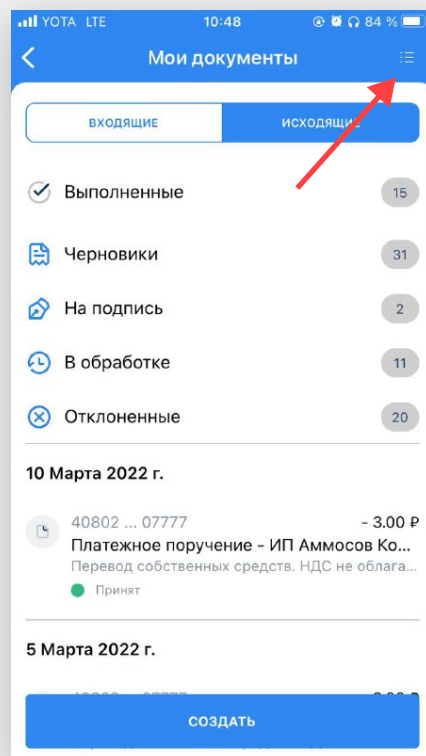 YOTA LTE 10:48 84 %
Мои документы
ВХОДЯЩИЕ ИСХОДЯЩИЕ
Выполненные 15
Черновики 31
На подпись 2
В обработке 11
Отклоненные 20
10 Марта 2022 г.
40802 ... 07777 - 3.00 ₽
Платежное поручение - ИП Аммосов Ко...
Перевод собственных средств. НДС не облага...
Принят
5 Марта 2022 г.
СОЗДАТЬ